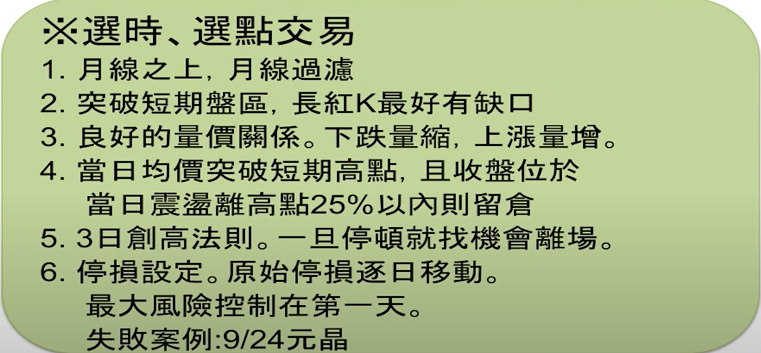 ※選時、選點交易
1. 月線之上, 月線過濾
2. 突破短期盤區, 長紅K最好有缺口
3. 良好的量價關係。下跌量縮, 上漲量增。
4. 當日均價突破短期高點, 且收盤位於
當日震盪離高點25%以內則留倉
5. 3日創高法則。一旦停頓就找機會離場。
6. 停損設定。原始停損逐日移動。
最大風險控制在第一天。
失敗案例:9/24元晶